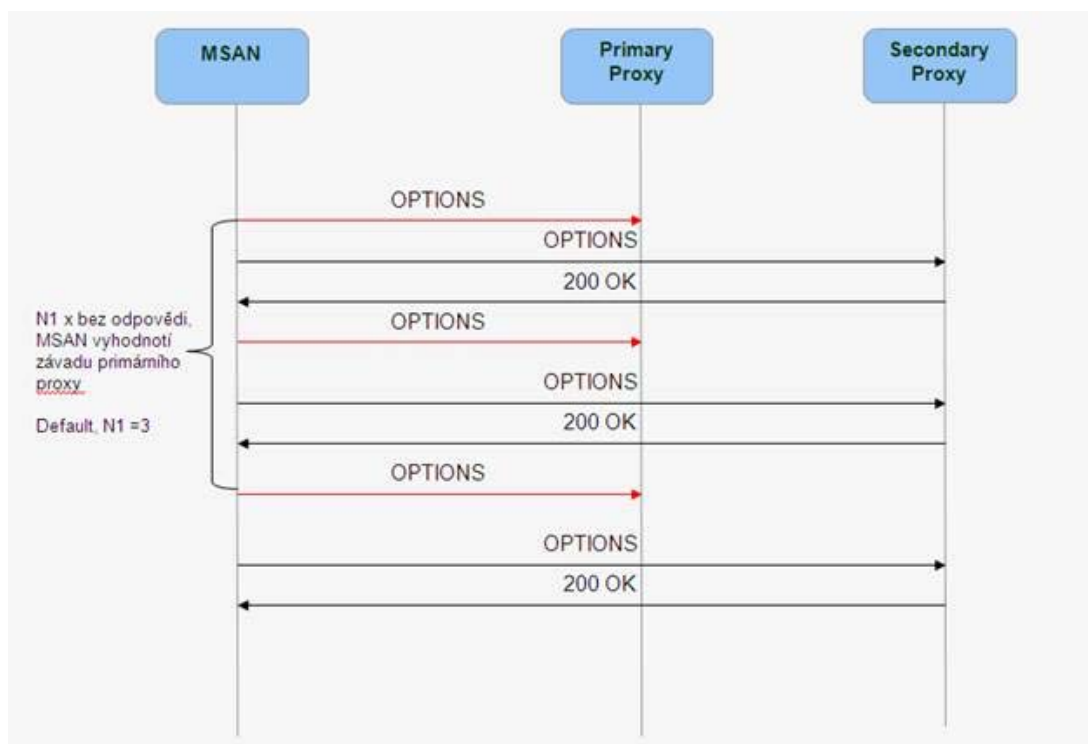 MSAN
Primary
Proxy
Secondary
Proxy
OPTIONS
OPTIONS
200 OK
OPTIONS
N1 x bez odpovědi,
MSAN vyhodnotí
závadu primárního
proxy
Default, N1 =3
OPTIONS
200 OK
OPTIONS
OPTIONS
200 OK